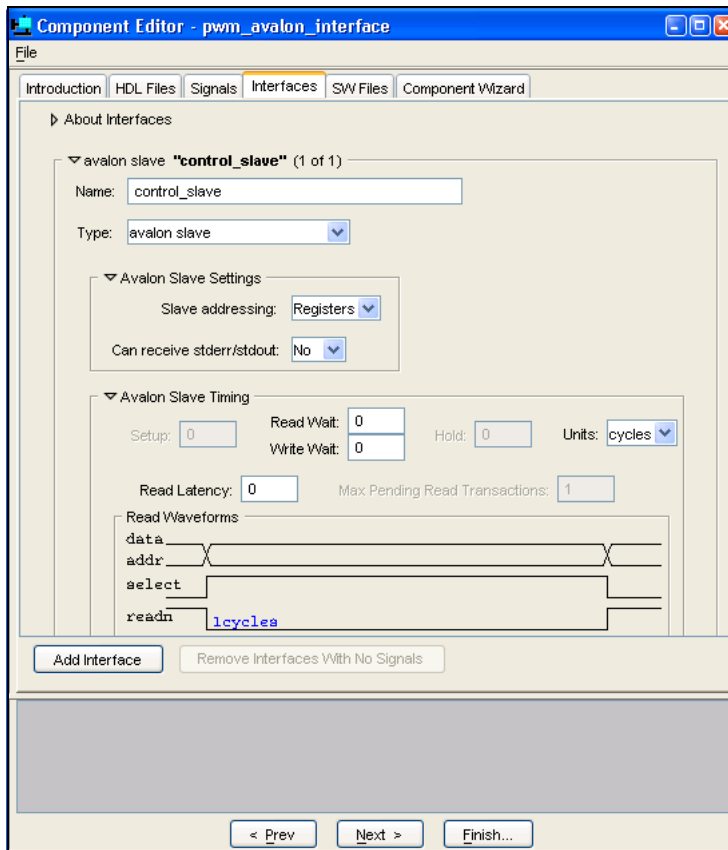 Component Editor - pwm_avalon_interface
File
Introduction HDL Files Signals Interfaces SW Files Component Wizard
About Interfaces
avalon slave "control_slave" (1 of 1)
Name: control_slave
Type: avalon slave
Avalon Slave Settings
Slave addressing: Registers
Can receive stderr/stdout: No
Avalon Slave Timing
Setup: 0 Read Wait: 0 Hold: 0 Units: cycles
Write Wait: 0
Read Latency: 0 Max Pending Read Transactions: 1
Read Waveforms
data
addr
select
readn 1cycles
Add Interface Remove Interfaces With No Signals
< Prev Next > Finish...